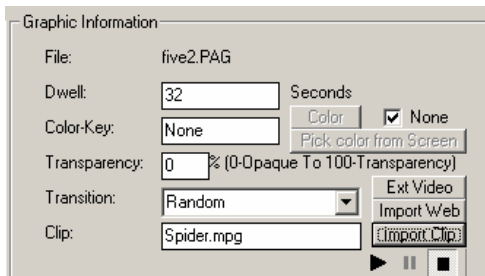 Graphic Information
File: five2.PAG
Dwell: 32 Seconds
Color None
Color-Key: None
Pick color from Screen
Transparency: 0 % (0-Opaque To 100-Transparency)
Ext Video
Transition: Random
Import Web
Clip: Spider.mpg Import Clip